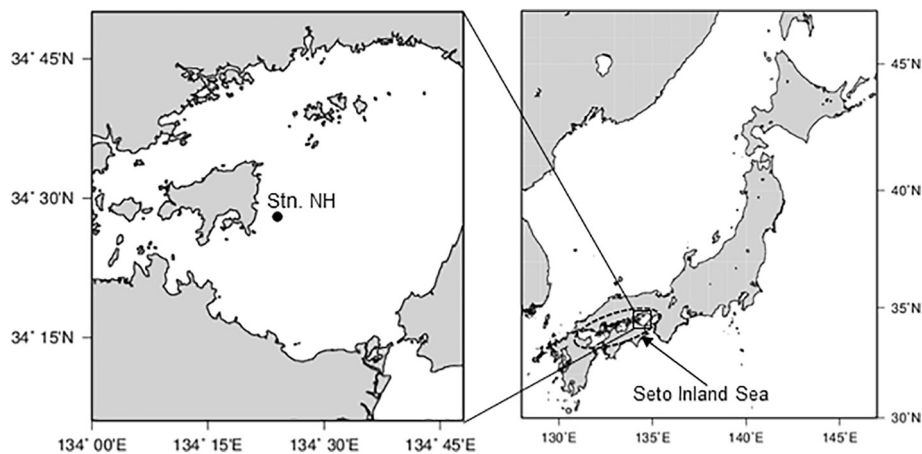 34° 45'N
34° 30'N
34° 15'N
134° 00'E
134° 15'E
134° 30'E
134° 45'E
Stn. NH
45°N
40°N
35°N
30°N
130°E
135°E
140°E
145°E
Seto Inland Sea